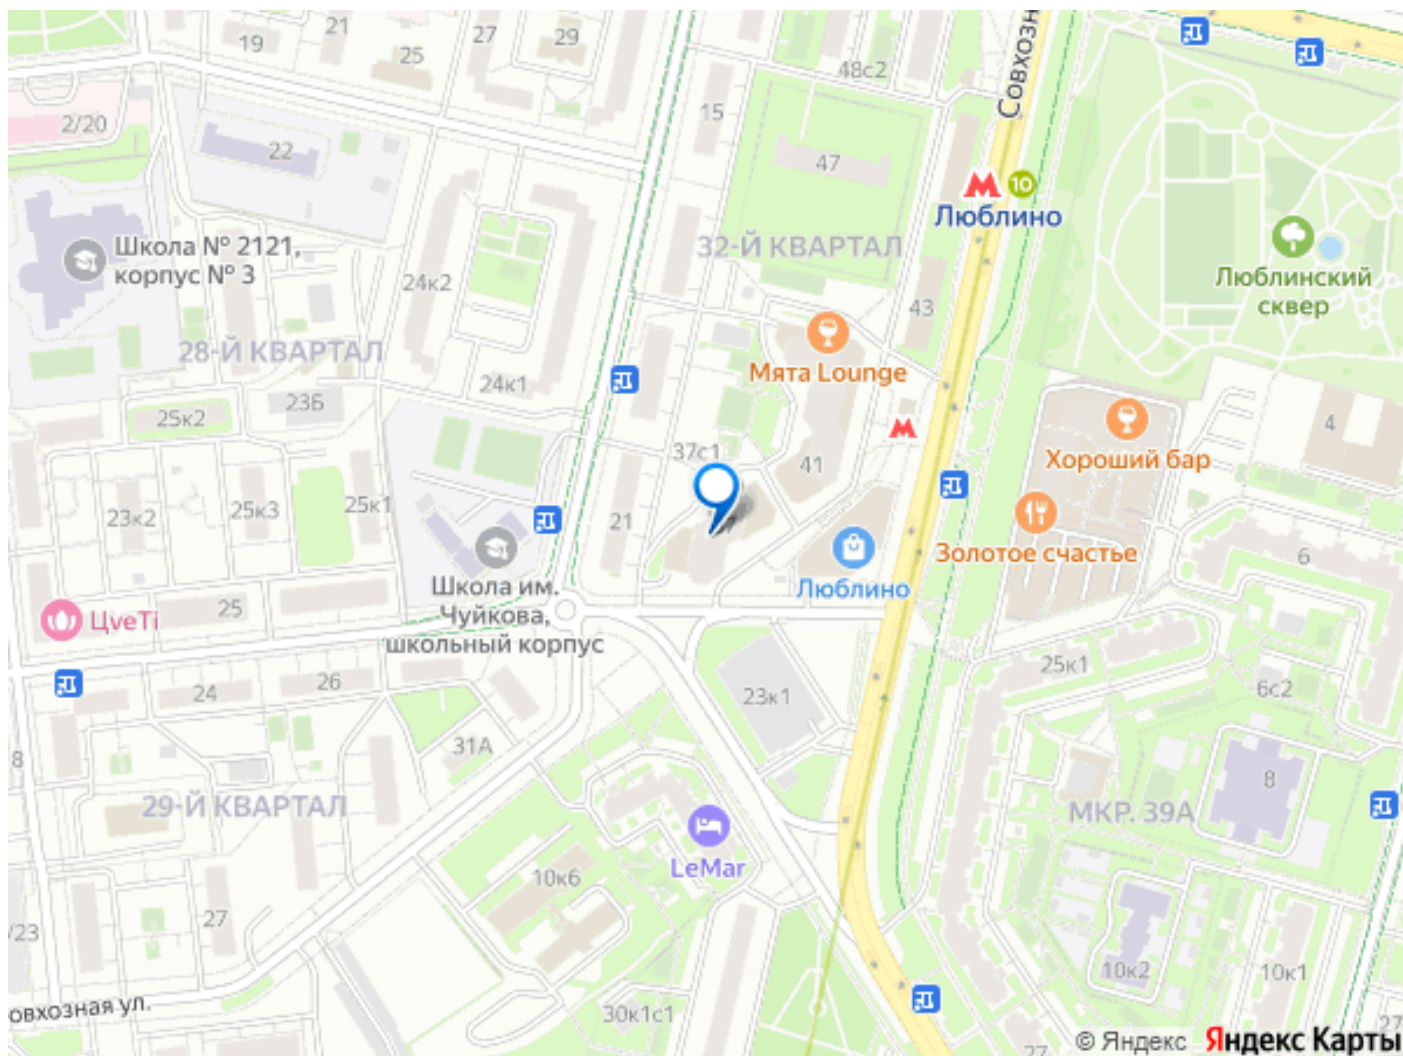 19
21
25
27
29
48с2
Совхозн
2/20
22
15
47
10
Люблино
Школа № 2121,
корпус № 3
32-Й КВАРТАЛ
24к2
43
Люблинский
сквер
28-Й КВАРТАЛ
24к1
Мята Lounge
25к2
23Б
4
37с1
41
Хороший бар
23к2
25к3
25к1
21
Золотое счастье
6
Школа им.
Чуйкова,
школьный корпус
Люблино
ЦveTi
25
24
26
25к1
6с2
23к1
31А
8
29-Й КВАРТАЛ
МКР. 39А
8
LeMar
10к6
/23
27
10к2
10к1
овхозная ул.
30к1с1
27
27
© Яндекс Яндекс Карты